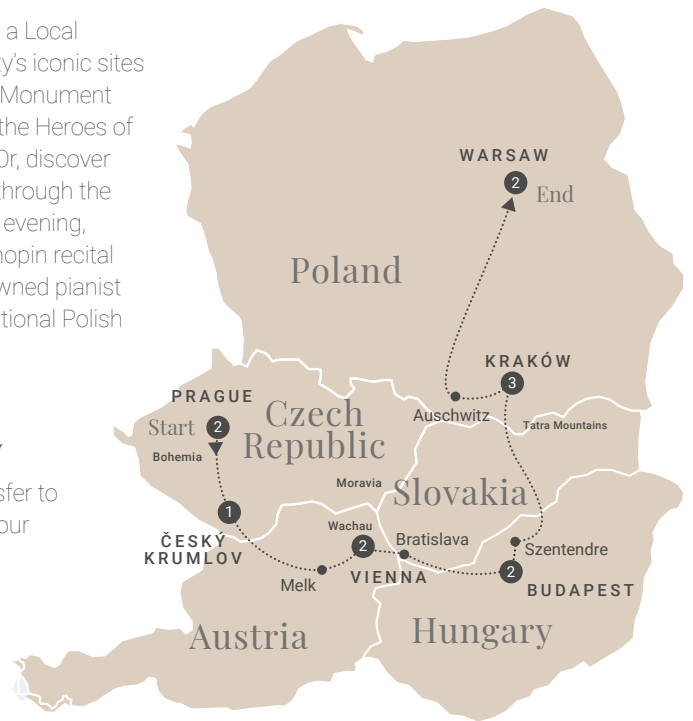 a Local
y's iconic sites
Monument
the Heroes of
Or, discover
through the
evening,
hopin recital
wned pianist
tional Polish
sfer to
our
WARSAW
2
End
Poland
KRAKÓW
3
Auschwitz
Tatra Mountains
PRAGUE
Start
2
Bohemia
Czech
Republic
Moravia
Slovakia
1
ČESKÝ
KRUMLOV
Melk
Wachau
2
VIENNA
Bratislava
Szentendre
2
BUDAPEST
Austria
Hungary